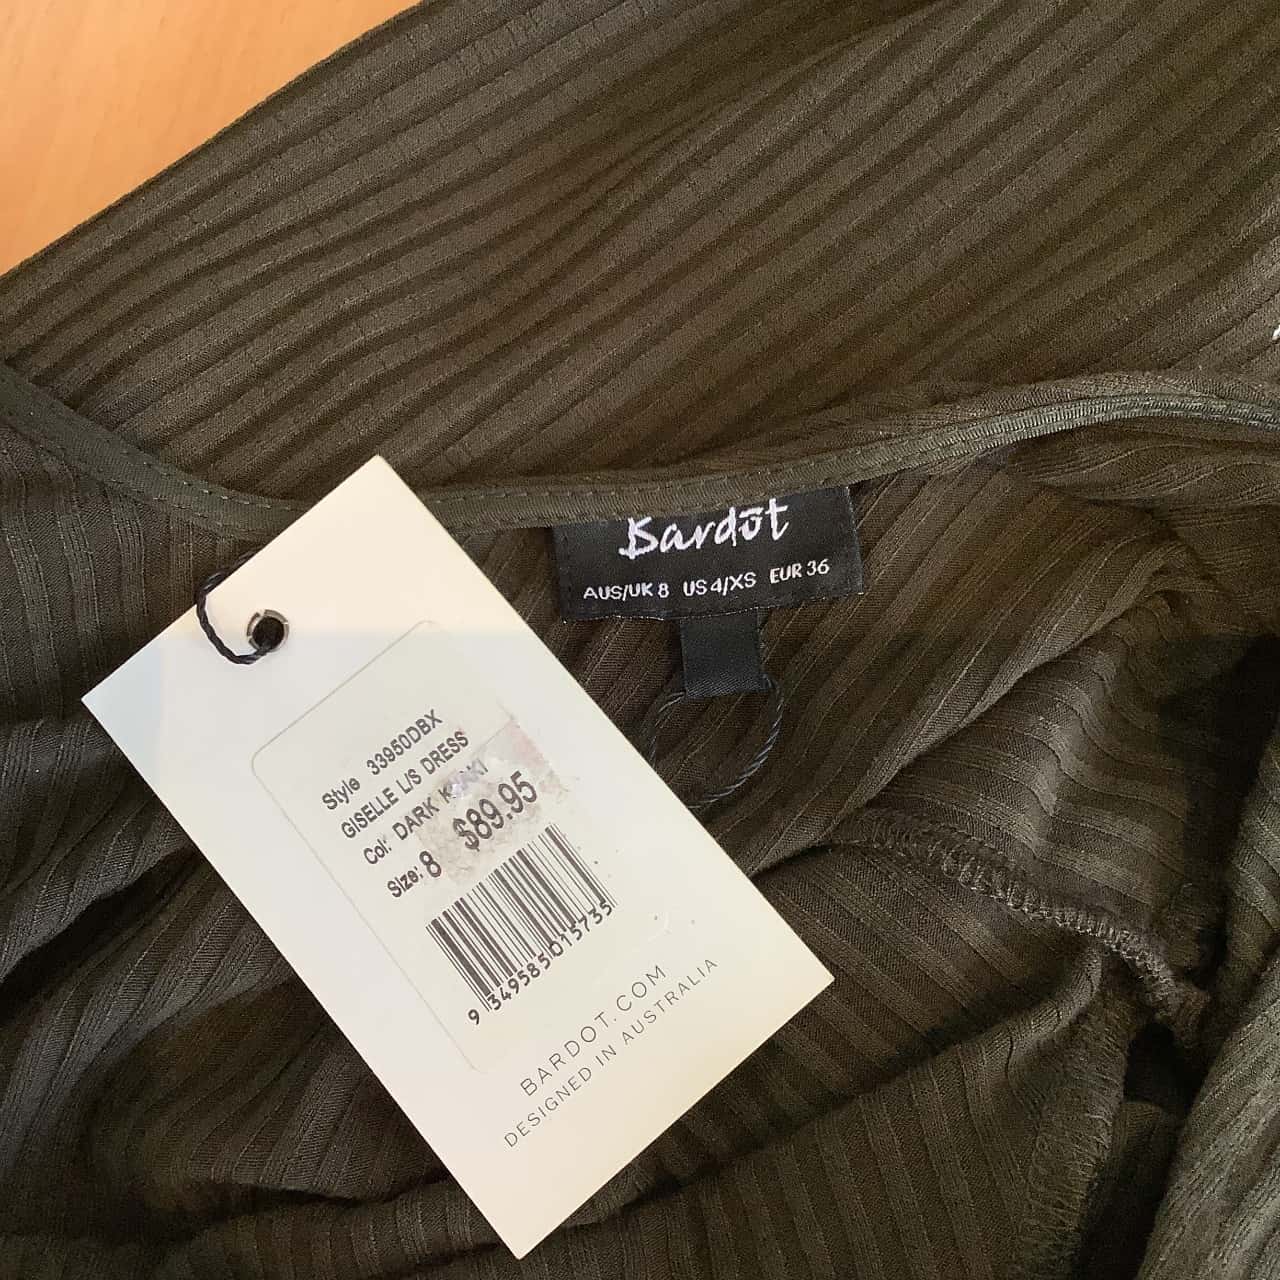 Bardot
AUS/UK 8 US 4/XS EUR 36
Style 33950DBX
GISELLE L/S DRESS
Col: DARK KHAKI
Size: 8 $89.95
9 349585 015735
BARDOT.COM
DESIGNED IN AUSTRALIA